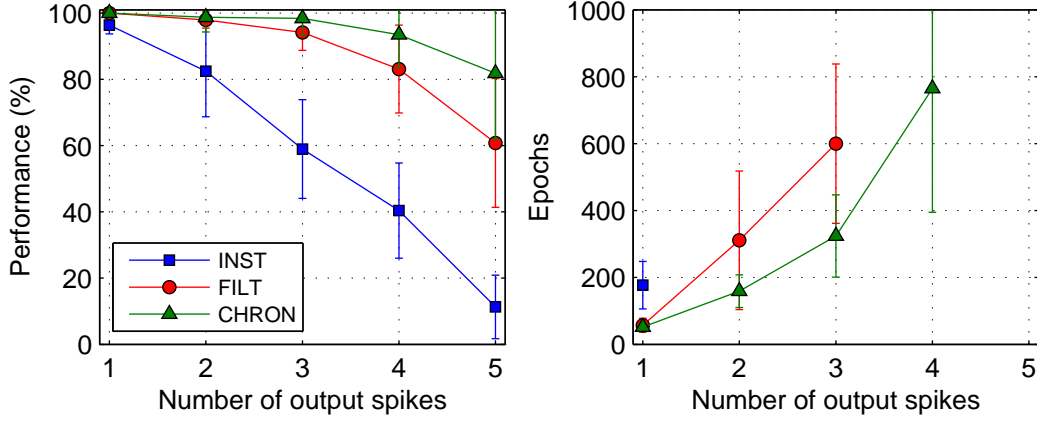 100
80
60
40
20
0
Performance (%)
INST
FILT
CHRON
1 2 3 4 5
Number of output spikes
1000
800
600
400
200
0
Epochs
1 2 3 4 5
Number of output spikes